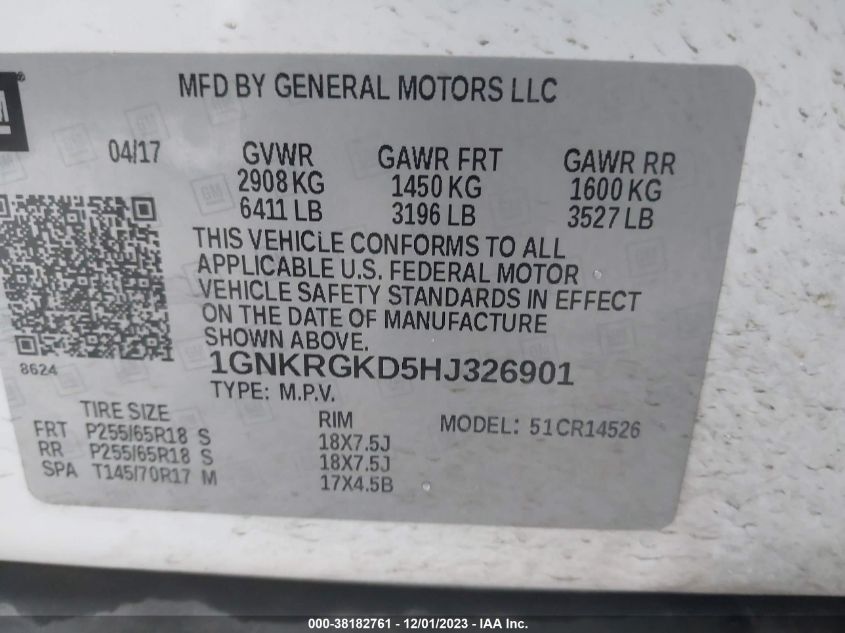 MFD BY GENERAL MOTORS LLC
GM
04/17
GVWR GAWR FRT GAWR RR
2908 KG 1450 KG 1600 KG
6411 LB 3196 LB 3527 LB
THIS VEHICLE CONFORMS TO ALL
APPLICABLE U.S. FEDERAL MOTOR
VEHICLE SAFETY STANDARDS IN EFFECT
ON THE DATE OF MANUFACTURE
SHOWN ABOVE.
8624
1GNKRGKD5HJ326901
TYPE: M.P.V.
TIRE SIZE RIM MODEL: 51CR14526
FRT P255/65R18 S 18X7.5J
RR P255/65R18 S 18X7.5J
SPA T145/70R17 M 17X4.5B
000-38182761 - 12/01/2023 - IAA Inc.